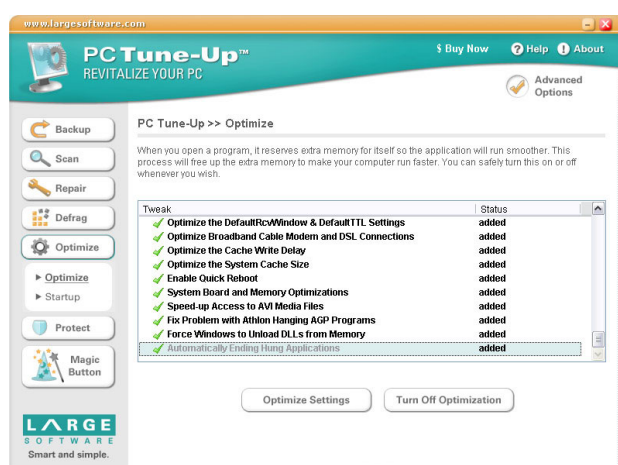 www.largesoftware.com
PC Tune-Up™
REVITALIZE YOUR PC
$ Buy Now
? Help
! About
Advanced
Options
Backup
Scan
Repair
Defrag
Optimize
Optimize
Startup
Protect
Magic
Button
LARGE
SOFTWARE
Smart and simple.
PC Tune-Up >> Optimize
When you open a program, it reserves extra memory for itself so the application will run smoother. This
process will free up the extra memory to make your computer run faster. You can safely turn this on or off
whenever you wish.
Tweak Status
Optimize the DefaultRcvWindow & DefaultTTL Settings added
Optimize Broadband Cable Modem and DSL Connections added
Optimize the Cache Write Delay added
Optimize the System Cache Size added
Enable Quick Reboot added
System Board and Memory Optimizations added
Speed-up Access to AVI Media Files added
Fix Problem with Athlon Hanging AGP Programs added
Force Windows to Unload DLLs from Memory added
Automatically Ending Hung Applications added
Optimize Settings
Turn Off Optimization